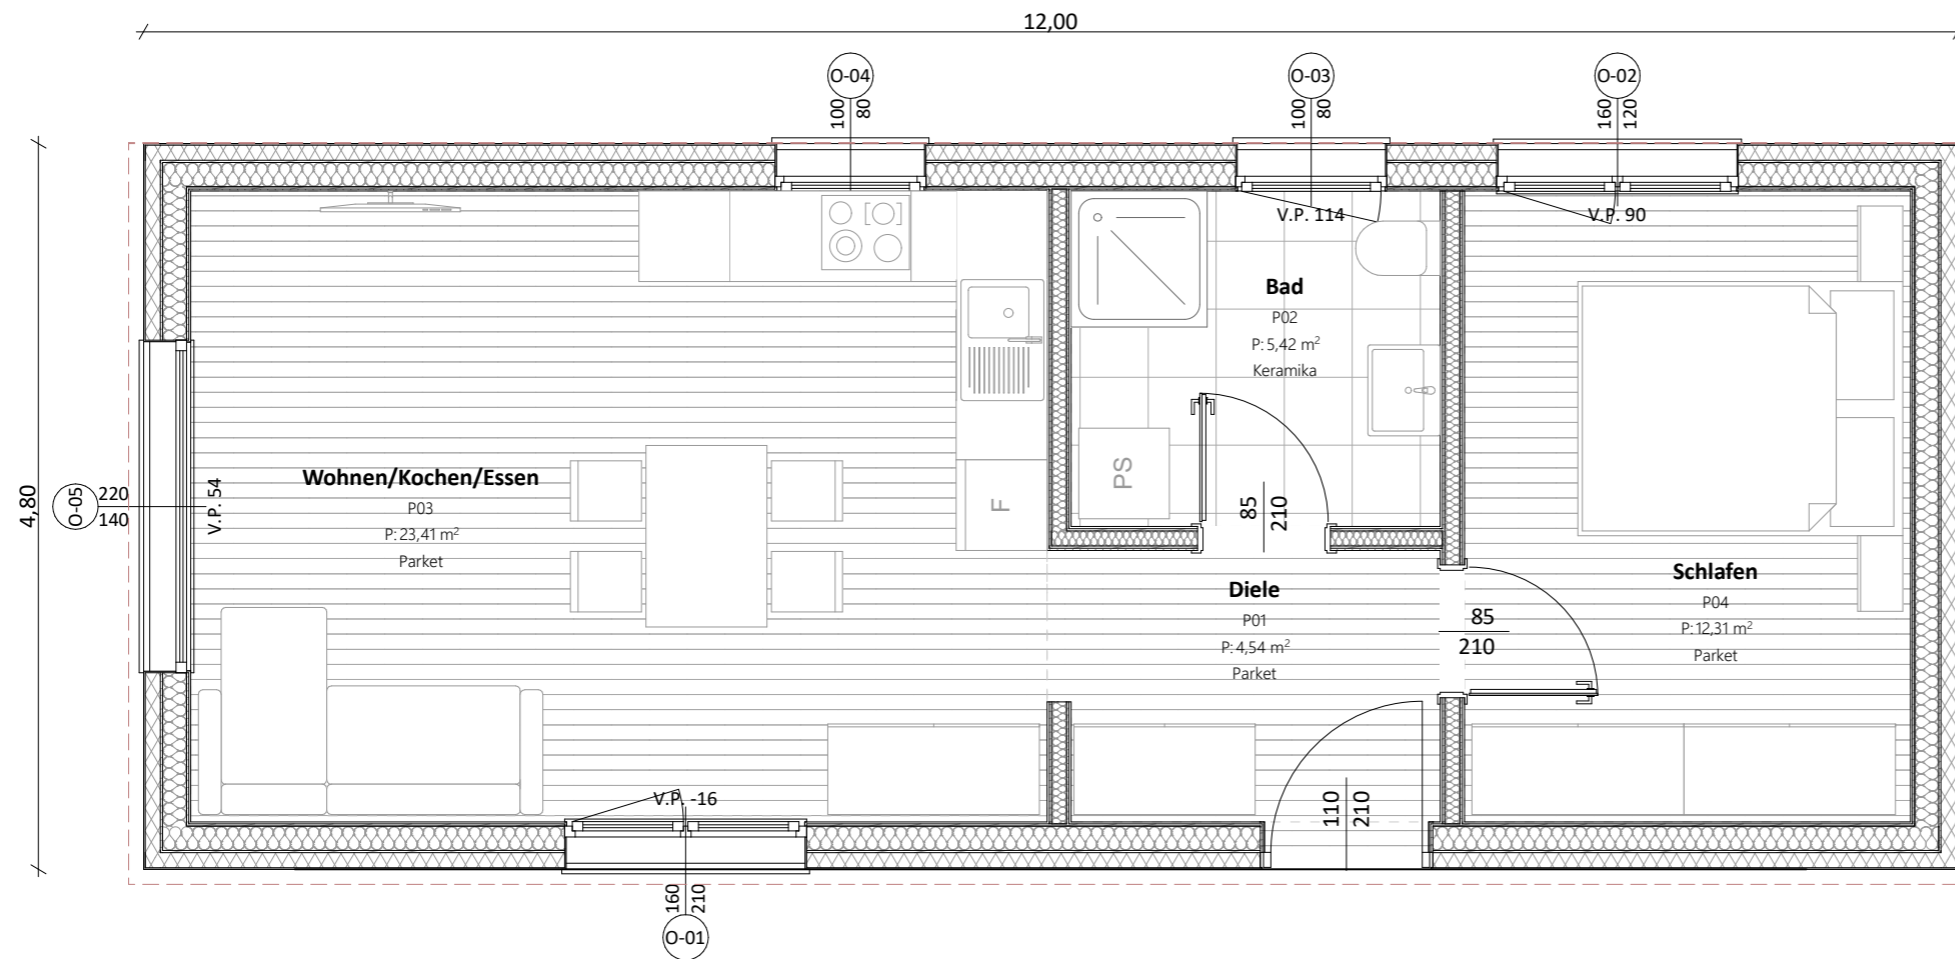 12,00
O-04
100
80
O-03
100
80
O-02
160
120
V.P. 114
V.P. 90
Bad
P02
P: 5,42 m²
Keramika
4,80
O-05
220
140
V.P. 54
Wohnen/Kochen/Essen
P03
P: 23,41 m²
Parket
F
PS
85
210
Diele
P01
P: 4,54 m²
Parket
85
210
Schlafen
P04
P: 12,31 m²
Parket
V.P. -16
110
210
160
210
O-01